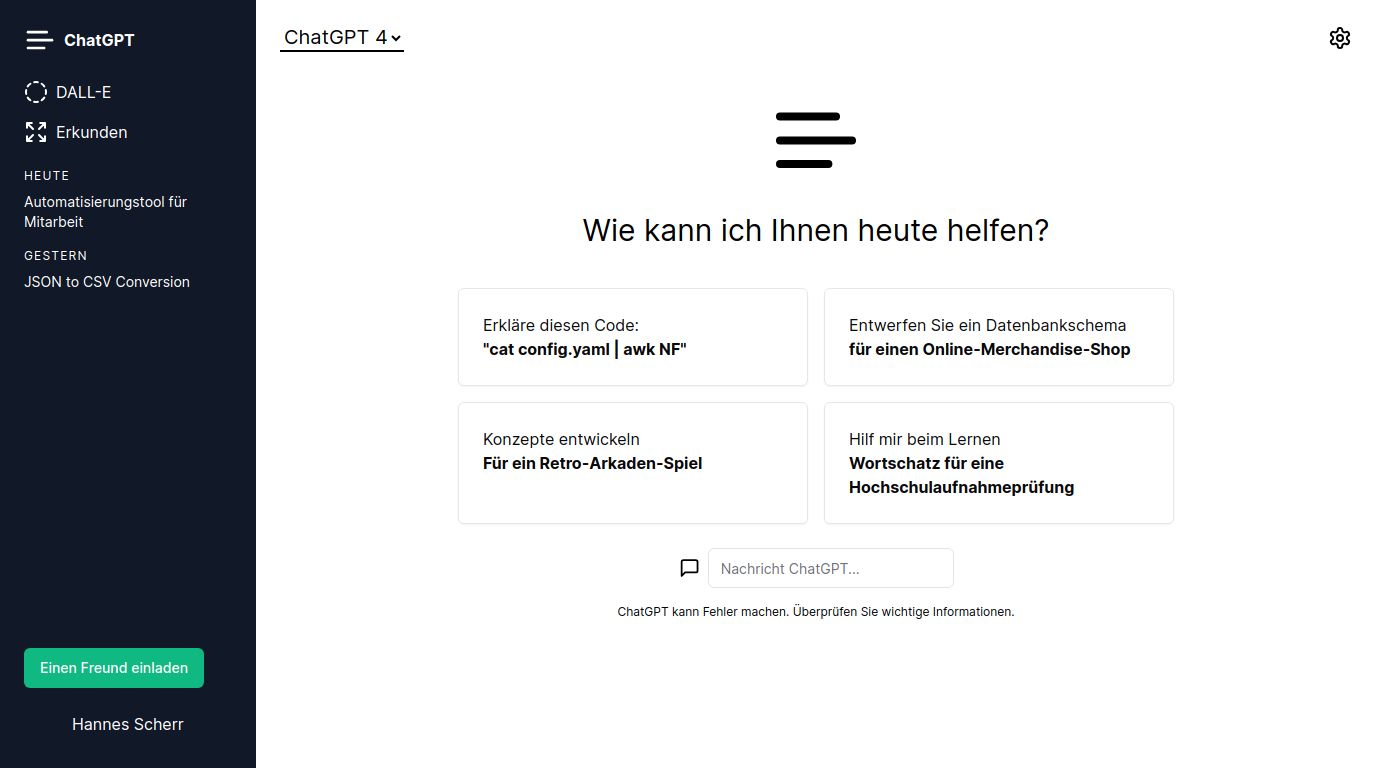 ChatGPT
DALL-E
Erkunden
HEUTE
Automatisierungstool für
Mitarbeit
GESTERN
JSON to CSV Conversion
Einen Freund einladen
Hannes Scherr
ChatGPT 4
Wie kann ich Ihnen heute helfen?
Erkläre diesen Code:
"cat config.yaml | awk NF"
Entwerfen Sie ein Datenbankschema
für einen Online-Merchandise-Shop
Konzepte entwickeln
Für ein Retro-Arkaden-Spiel
Hilf mir beim Lernen
Wortschatz für eine
Hochschulaufnahmeprüfung
Nachricht ChatGPT...
ChatGPT kann Fehler machen. Überprüfen Sie wichtige Informationen.